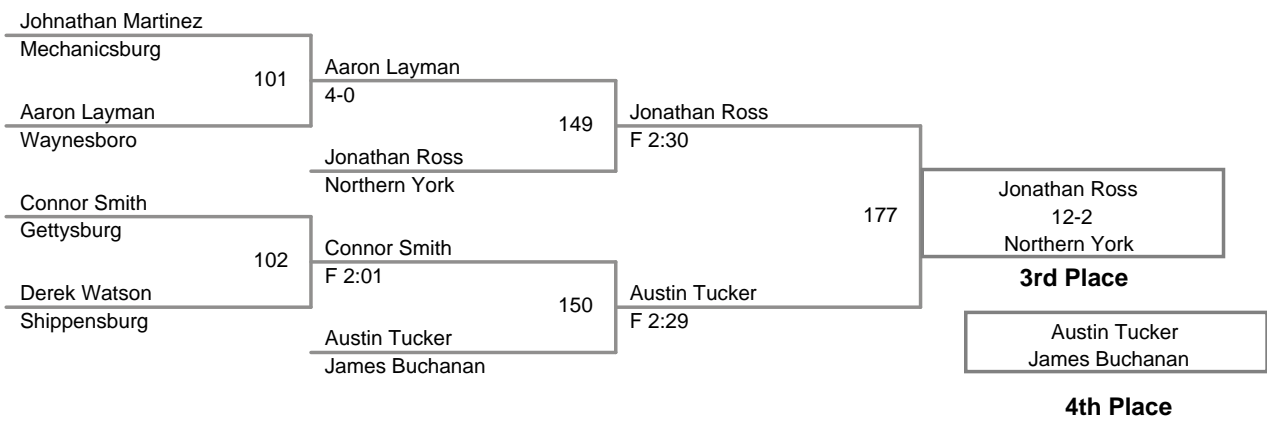 Johnathan Martinez
Mechanicsburg
101
Aaron Layman
Waynesboro
Connor Smith
Gettysburg
102
Derek Watson
Shippensburg
Aaron Layman
4-0
149
Jonathan Ross
Northern York
Connor Smith
F 2:01
150
Austin Tucker
James Buchanan
Jonathan Ross
F 2:30
177
Austin Tucker
F 2:29
Jonathan Ross
12-2
Northern York
3rd Place
Austin Tucker
James Buchanan
4th Place